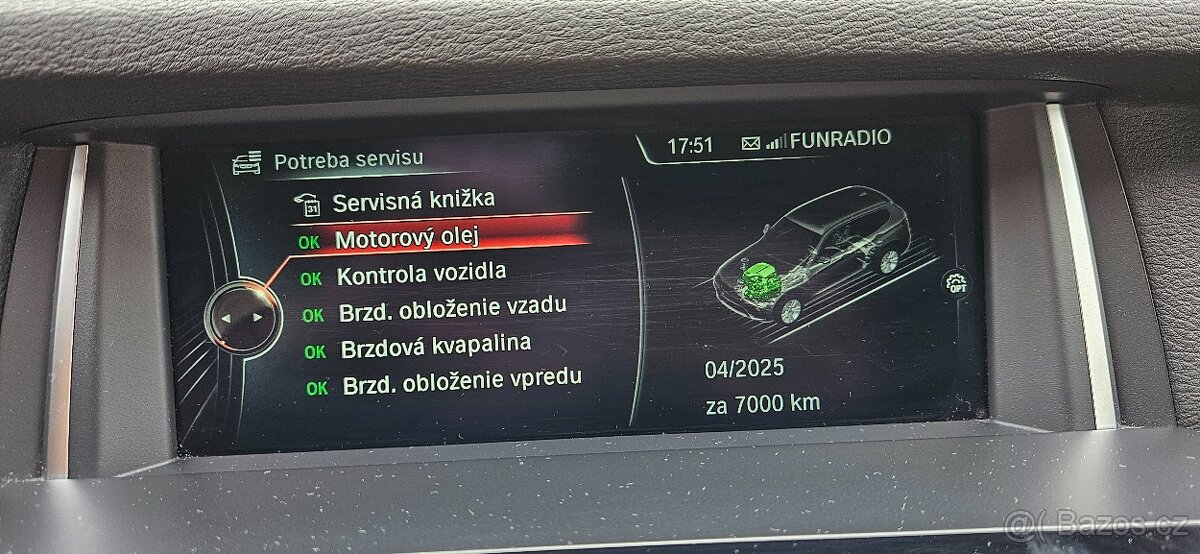 Potreba servisu
17:51 FUNRADIO
31 Servisná knižka
OK Motorový olej
OK Kontrola vozidla
OK Brzd. obloženie vzadu
OK Brzdová kvapalina
OK Brzd. obloženie vpredu
OPT
04/2025
za 7000 km
@( Bazos.cz